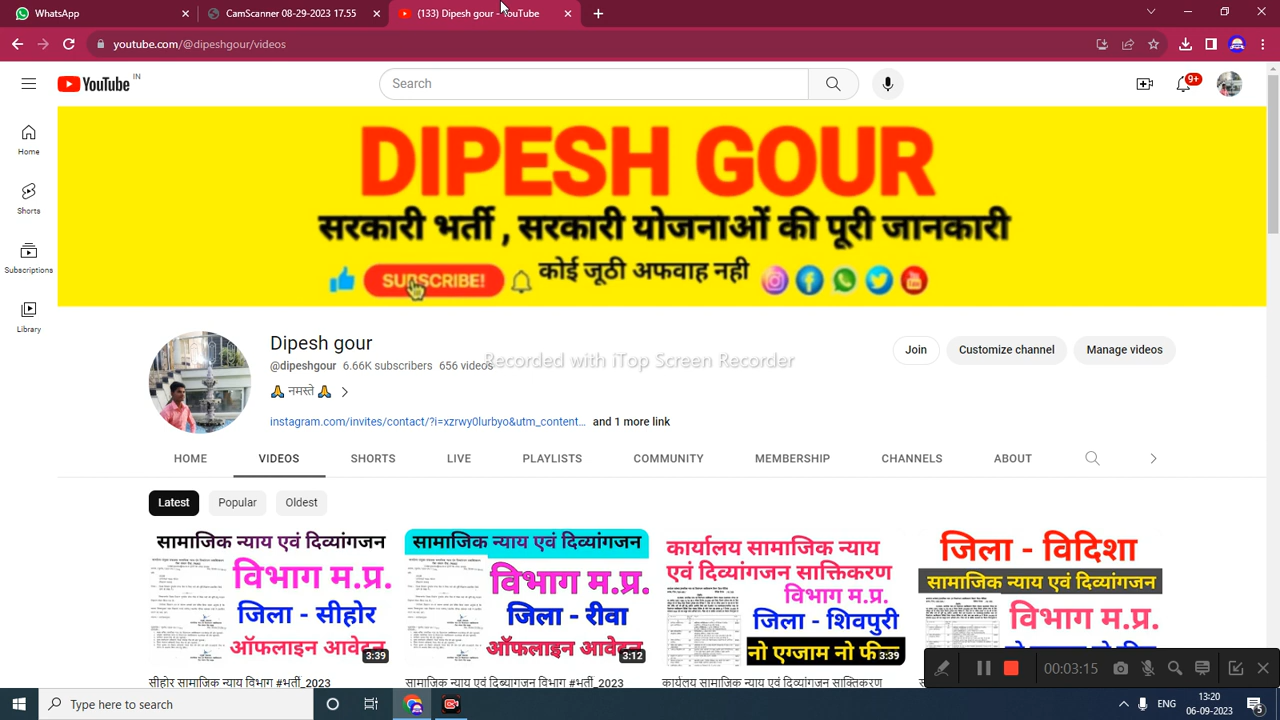 WhatsApp
CamScanner 08-29-2023 17.55
(133) Dipesh gour - YouTube
youtube.com/@dipeshgour/videos
YouTube IN
Search
9+
Home
Shorts
Subscriptions
Library
DIPESH GOUR
सरकारी भर्ती , सरकारी योजनाओं की पूरी जानकारी
SUBSCRIBE!
कोई जूठी अफवाह नही
Dipesh gour
@dipeshgour 6.66K subscribers 656 videos
Recorded with iTop Screen Recorder
Join
Customize channel
Manage videos
🙏 नमस्ते 🙏
instagram.com/invites/contact/?i=xzrwy0lurbyo&utm_content... and 1 more link
HOME
VIDEOS
SHORTS
LIVE
PLAYLISTS
COMMUNITY
MEMBERSHIP
CHANNELS
ABOUT
Latest
Popular
Oldest
सामाजिक न्याय एवं दिव्यांगजन
विभाग म.प्र.
जिला - सीहोर
ऑफलाइन आवेदन
3:39
सामाजिक न्याय एवं दिव्यांगजन
विभाग म.प्र.
जिला - रीवा
ऑफलाइन आवेदन
3:12
कार्यालय सामाजिक न्याय
एवं दिव्यांगजन साक्तिकरण
विभाग म.प्र.
जिला - शिवपुरी
नो एग्जाम नो फीस
3:39
जिला - विदिशा
सामाजिक न्याय एवं दिव्यांगजन
विभाग म.प्र.
सीहोर सामाजिक न्याय एवं दिव्यांग विभाग #भर्ती_2023
सामाजिक न्याय एवं दिब्यागन विभाग #भर्ती_2023
कार्यलय सामाजिक न्याय एवं दिव्यांगजन साक्तिकरण
00:03:15
Type here to search
ENG
13:20
06-09-2023
5